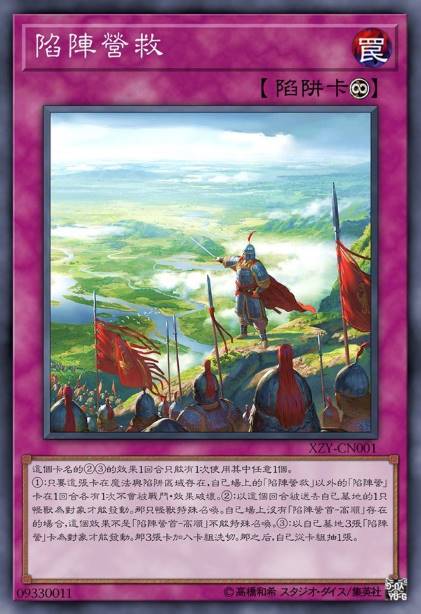 陷陣營救
罠
【陷阱卡♾】
XZY-CN001
這個卡名的②③的效果1回合只能有1次使用其中任意1個。
①:只要這張卡在魔法與陷阱區域存在,自己場上的「陷陣營救」以外的「陷陣營」
卡在1回合各有1次不會被戰鬥·效果破壞。②:以這個回合被送去自己墓地的1只
怪獸為對象才能發動。那只怪獸特殊召喚。自己場上沒有「陷陣營首-高順」存在
的場合,這個效果不是「陷陣營首-高順」不能特殊召喚。③:以自己墓地3張「陷陣
營」卡為對象才能發動。那3張卡加入卡組洗切。那之後,自己從卡組抽1張。
09330011
©高橋和希 スタジオ・ダイス/集英社